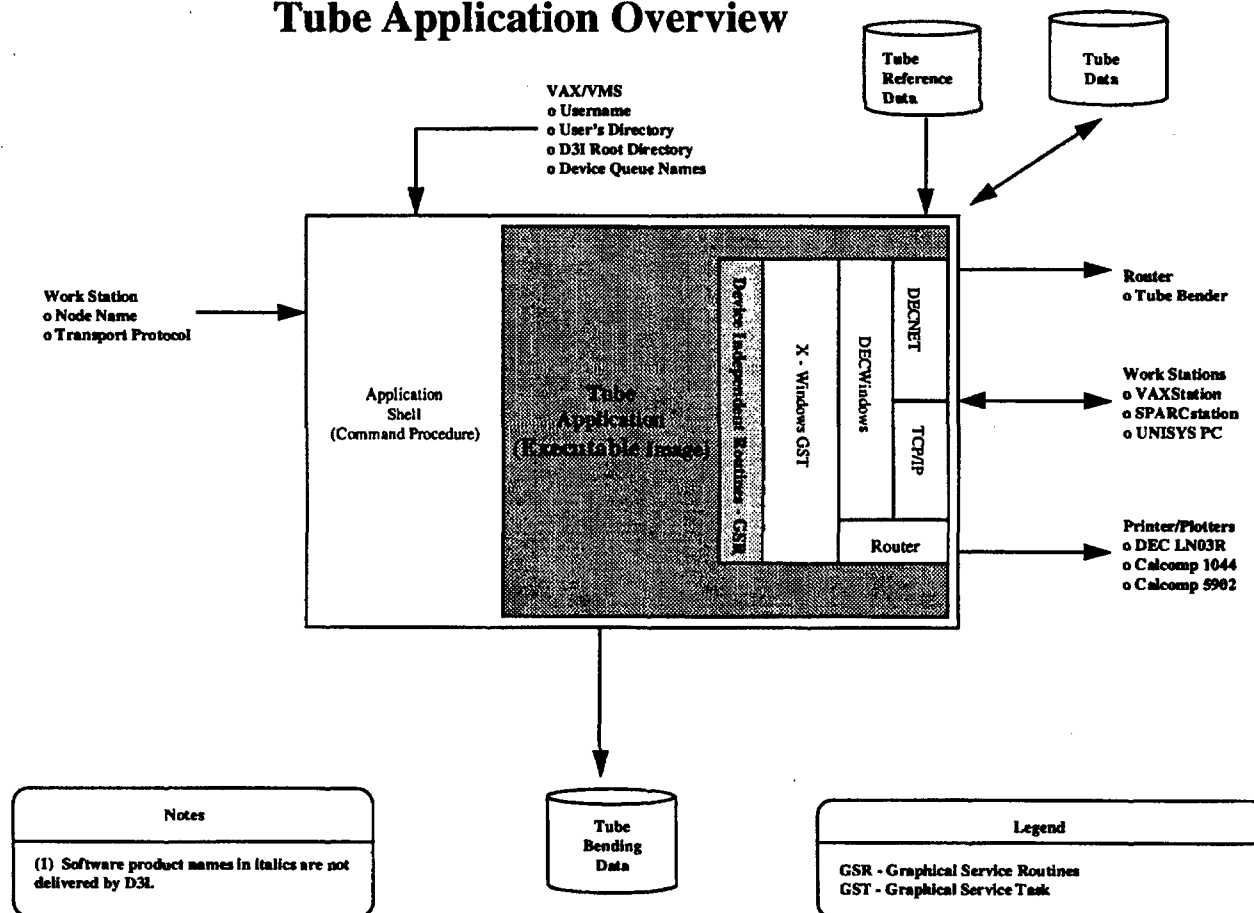 Tube Application Overview
Tube
Reference
Data
Tube
Data
VAX/VMS
o Username
o User's Directory
o D3I Root Directory
o Device Queue Names
Work Station
o Node Name
o Transport Protocol
Application
Shell
(Command Procedure)
Tube
Application
(Executable Image)
Device Independent Routines - GSR
X - Windows GST
DECWindows
DECNET
TCP/IP
Router
Router
o Tube Bender
Work Stations
o VAXStation
o SPARCstation
o UNISYS PC
Printer/Plotters
o DEC LN03R
o Calcomp 1044
o Calcomp 5902
Tube
Bending
Data
Notes
(1) Software product names in italics are not
delivered by D3I.
Legend
GSR - Graphical Service Routines
GST - Graphical Service Task